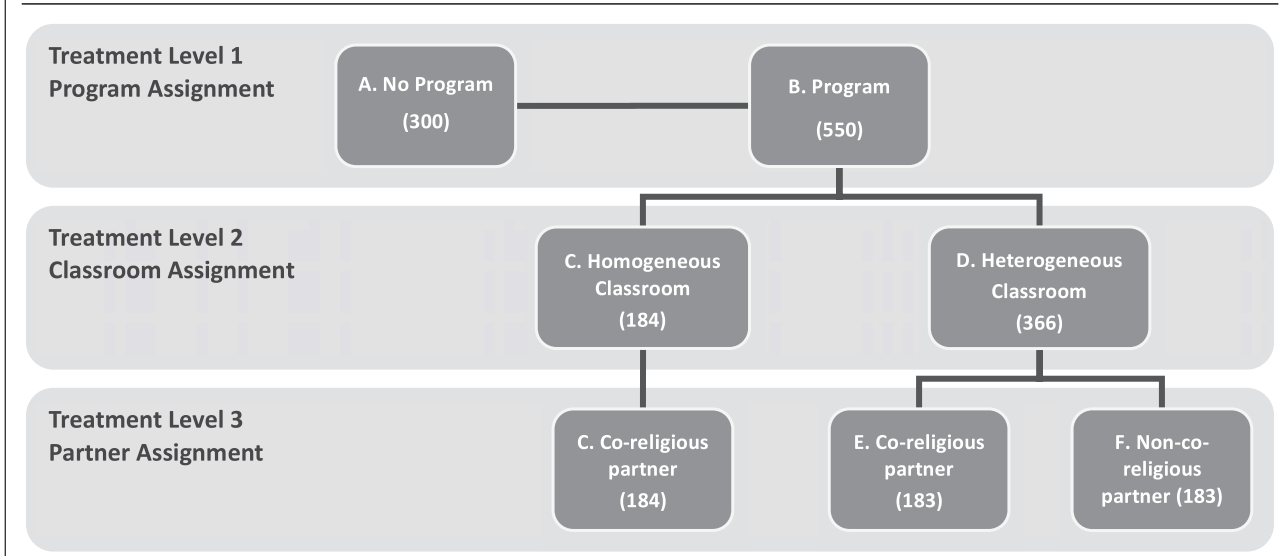 Treatment Level 1
Program Assignment
A. No Program
(300)
B. Program
(550)
Treatment Level 2
Classroom Assignment
C. Homogeneous
Classroom
(184)
D. Heterogeneous
Classroom
(366)
Treatment Level 3
Partner Assignment
C. Co-religious
partner
(184)
E. Co-religious
partner
(183)
F. Non-co-
religious
partner (183)